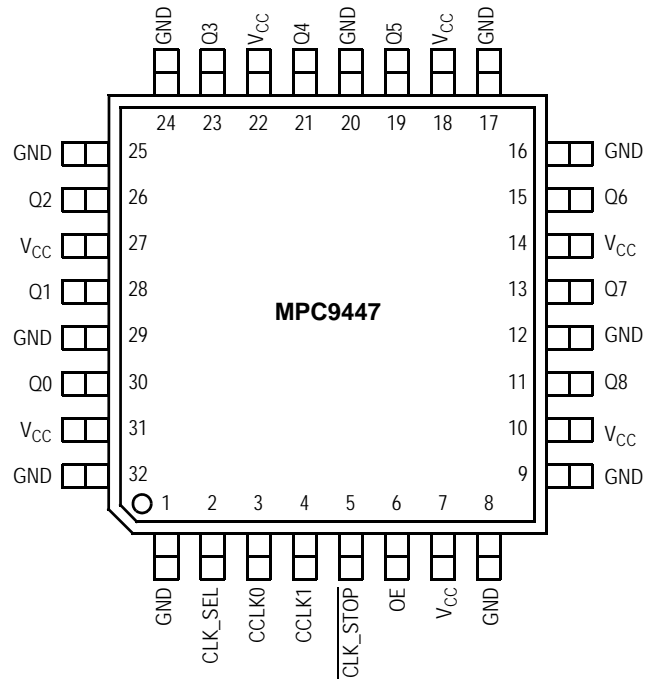 GND Q3 VCC Q4 GND Q5 VCC GND
24 23 22 21 20 19 18 17
GND 25 16 GND
Q2 26 15 Q6
VCC 27 14 VCC
Q1 28 13 Q7
MPC9447
GND 29 12 GND
Q0 30 11 Q8
VCC 31 10 VCC
GND 32 9 GND
1 2 3 4 5 6 7 8
GND CLK_SEL CCLK0 CCLK1 CLK_STOP OE VCC GND